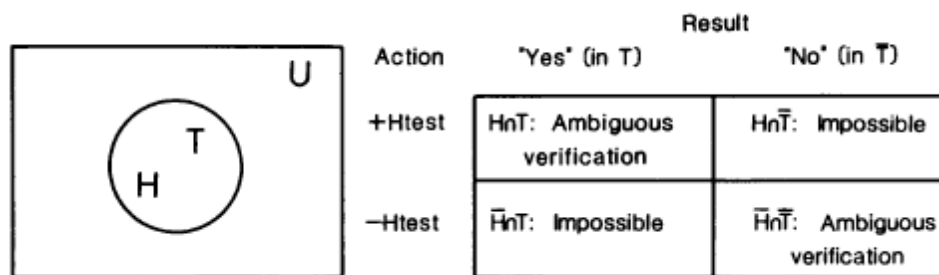 Result
Action "Yes" (in T) "No" (in T̅)
U
T
H
+Htest H∩T: Ambiguous verification H∩T̅: Impossible
−Htest H̅∩T: Impossible H̅∩T̅: Ambiguous verification